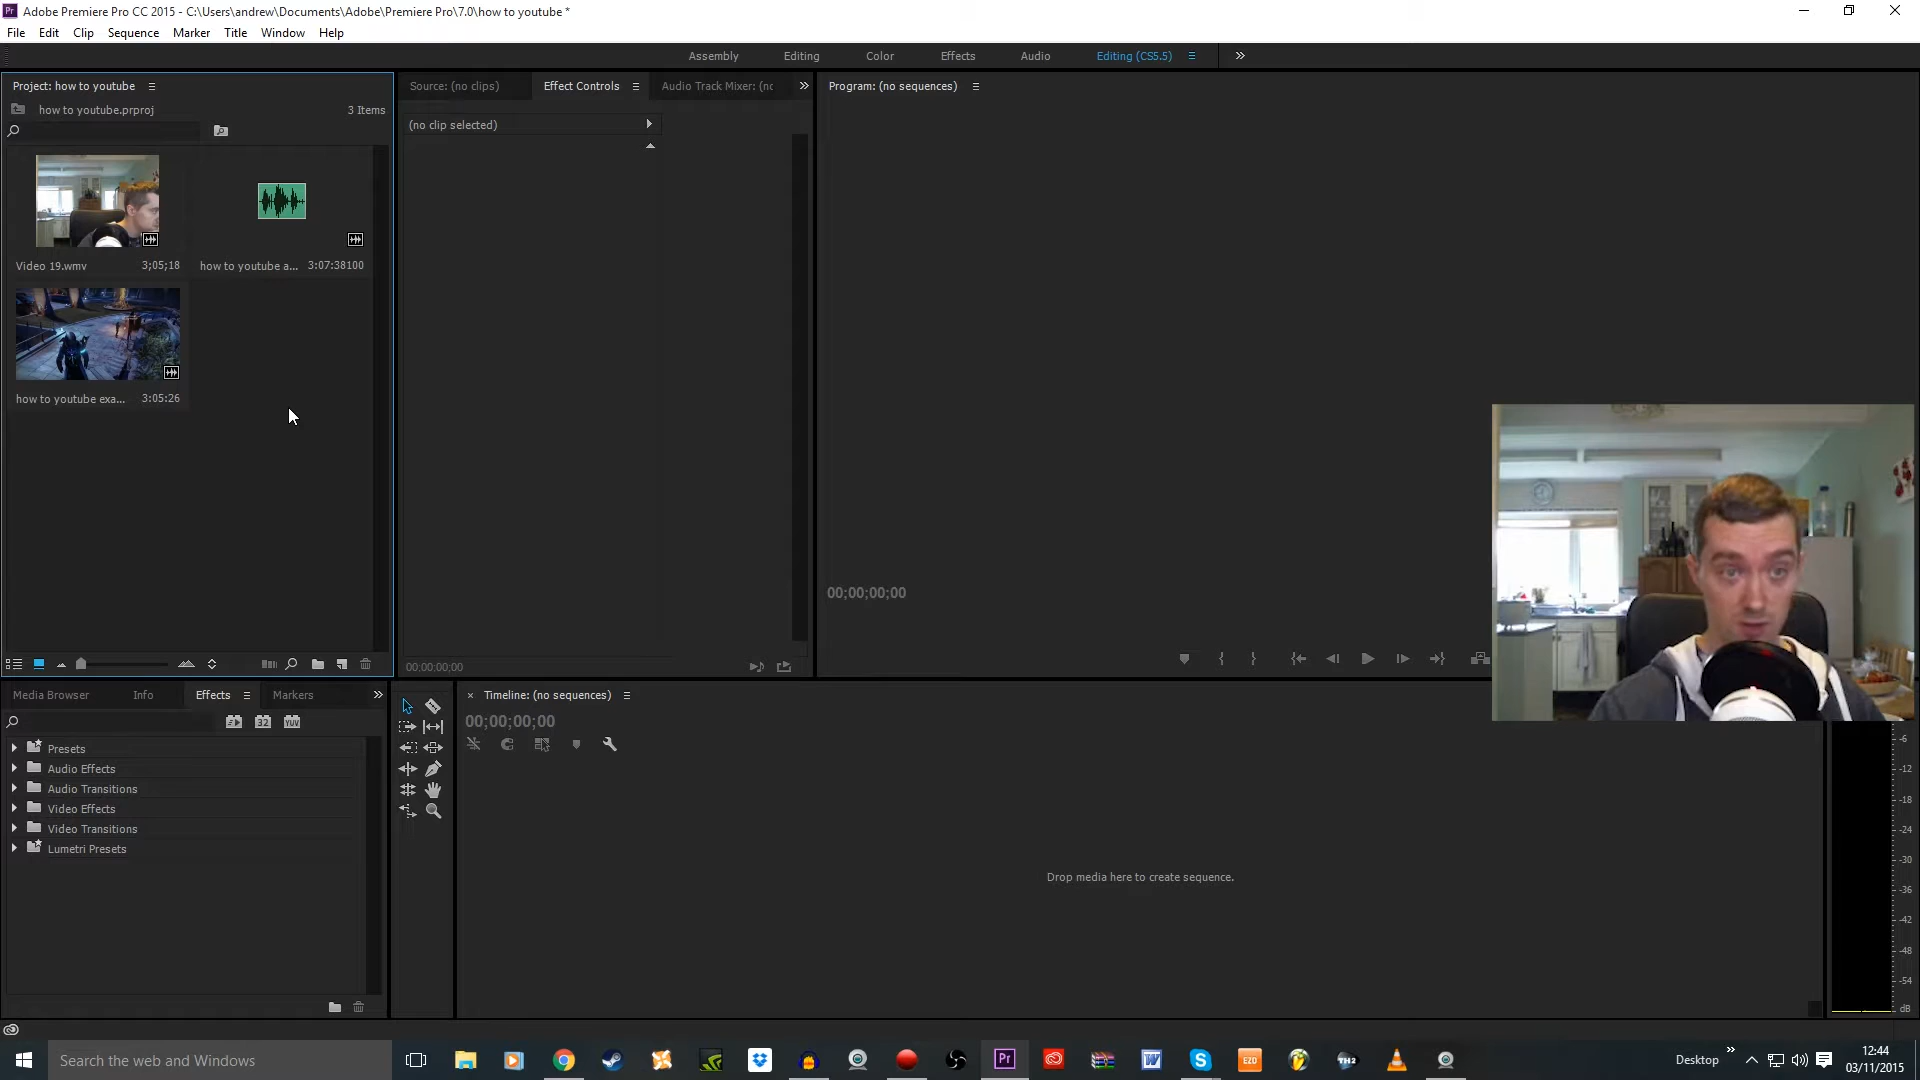 Adobe Premiere Pro CC 2015 - C:\Users\andrew\Documents\Adobe\Premiere Pro\7.0\how to youtube *
File Edit Clip Sequence Marker Title Window Help
Assembly Editing Color Effects Audio Editing (CS5.5)
Project: how to youtube
how to youtube.prproj 3 Items
Video 19.wmv 3;05;18
how to youtube a... 3:07:38100
how to youtube exa... 3:05:26
Source: (no clips) Effect Controls Audio Track Mixer: (nc
(no clip selected)
00:00:00:00
Program: (no sequences)
00;00;00;00
Media Browser Info Effects Markers
32 YUV
Presets
Audio Effects
Audio Transitions
Video Effects
Video Transitions
Lumetri Presets
× Timeline: (no sequences)
00;00;00;00
Drop media here to create sequence.
-6
-12
-18
-24
-30
-36
-42
-48
-54
dB
Search the web and Windows
Pr
W
S
EZD
TH2
Desktop
12:44
03/11/2015